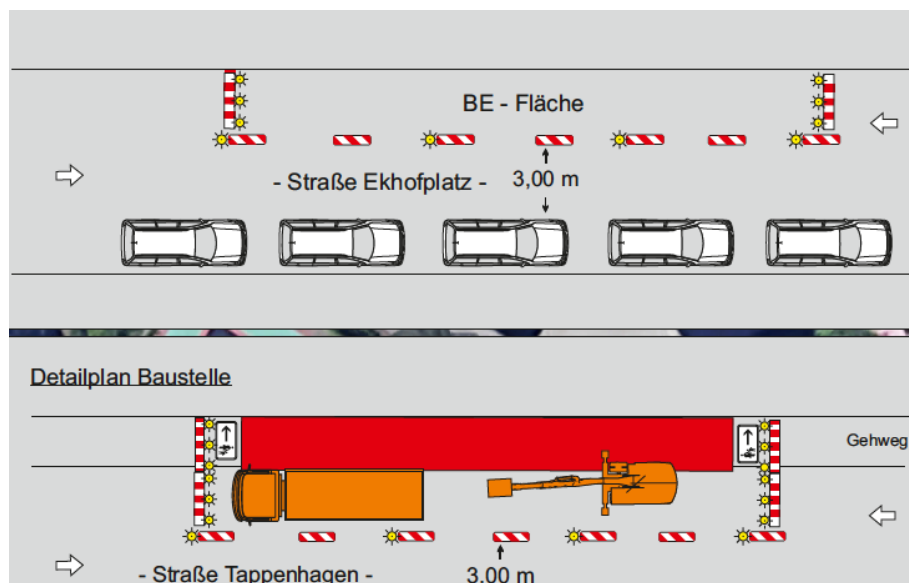 BE - Fläche
- Straße Ekhofplatz - 3,00 m
Detailplan Baustelle
Gehweg
- Straße Tappenhagen - 3,00 m